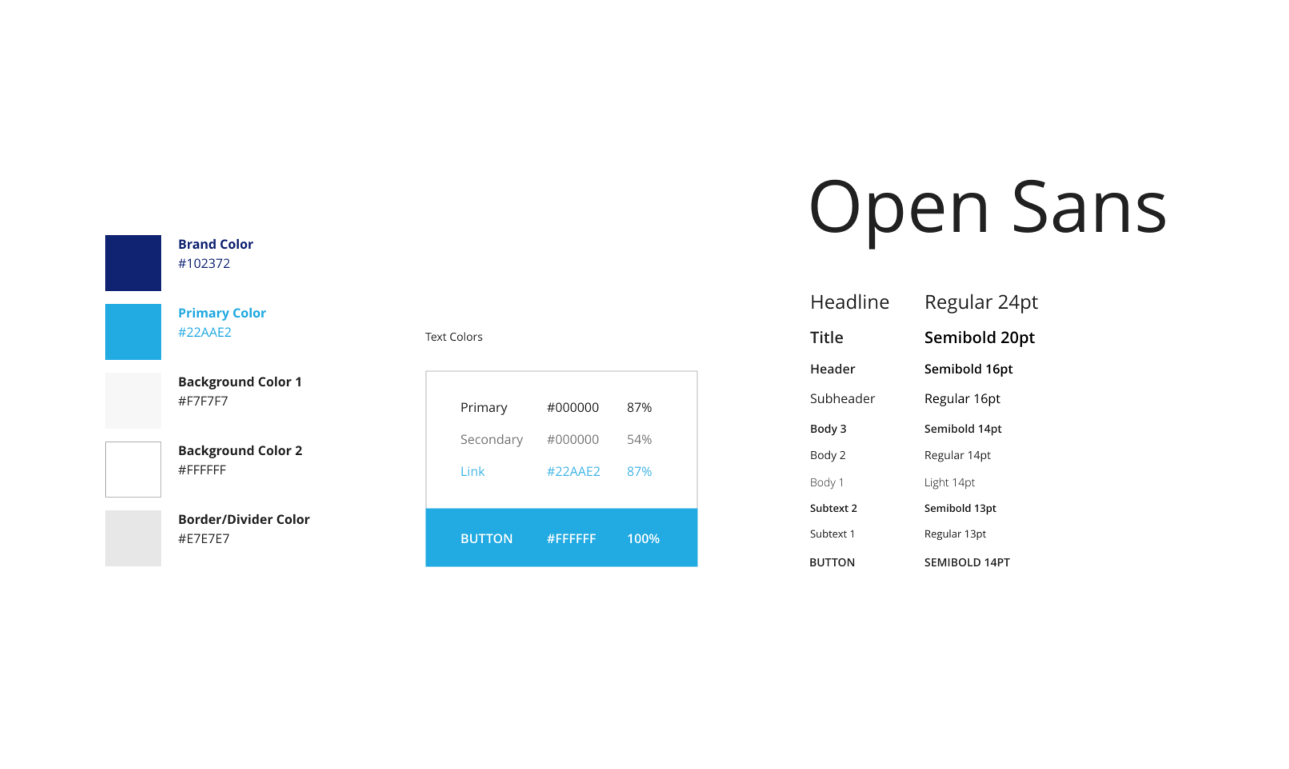 Brand Color
#102372
Primary Color
#22AAE2
Background Color 1
#F7F7F7
Background Color 2
#FFFFFF
Border/Divider Color
#E7E7E7
Text Colors
Primary #000000 87%
Secondary #000000 54%
Link #22AAE2 87%
BUTTON #FFFFFF 100%
Open Sans
Headline Regular 24pt
Title Semibold 20pt
Header Semibold 16pt
Subheader Regular 16pt
Body 3 Semibold 14pt
Body 2 Regular 14pt
Body 1 Light 14pt
Subtext 2 Semibold 13pt
Subtext 1 Regular 13pt
BUTTON SEMIBOLD 14PT